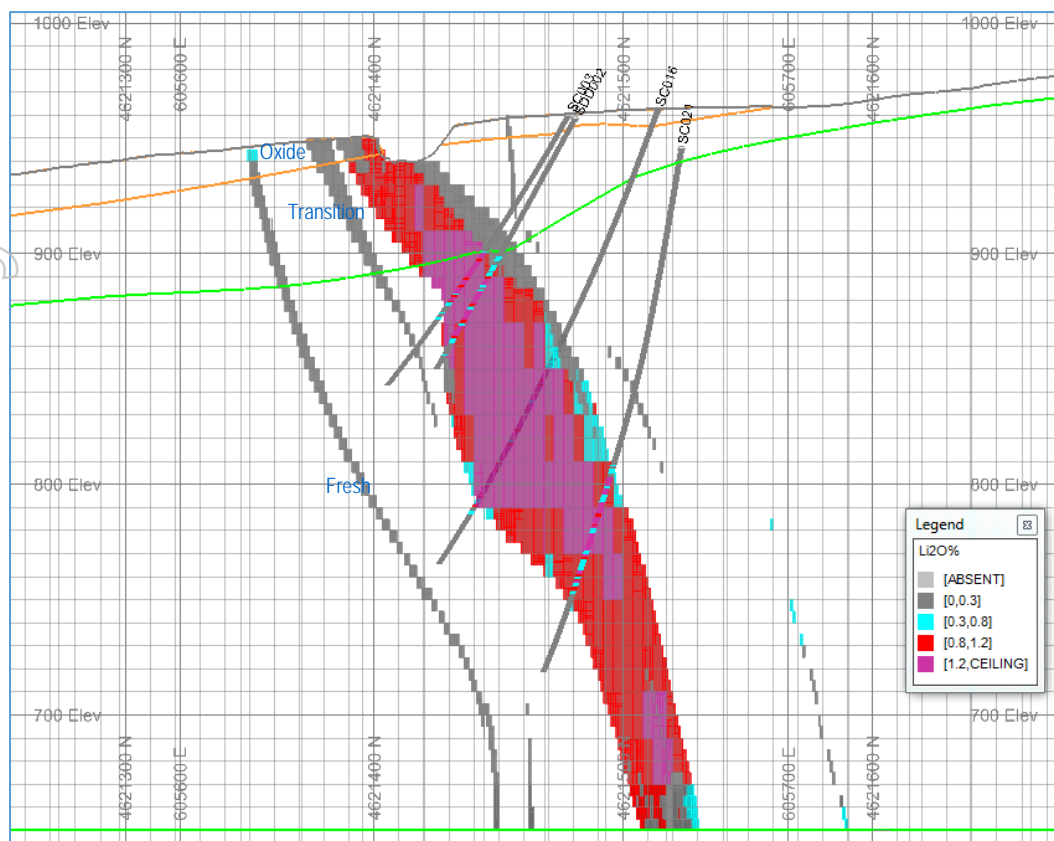 1000 Elev
1000 Elev
4621300 N
605600 E
4621400 N
4621500 N
605700 E
4621600 N
SDD002
SC016
SC021
Oxide
Transition
900 Elev
900 Elev
Fresh
800 Elev
800 Elev
Legend
Li2O%
[ABSENT]
[0,0.3]
[0.3,0.8]
[0.8,1.2]
[1.2,CEILING]
700 Elev
700 Elev
4621300 N
605600 E
4621400 N
4621500 N
605700 E
4621600 N